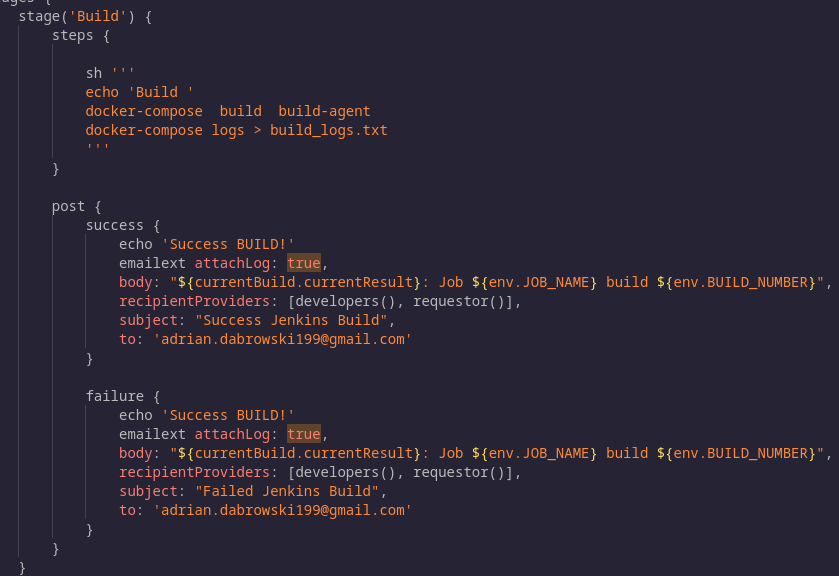 ages {
stage('Build') {
steps {
sh '''
echo 'Build '
docker-compose  build  build-agent
docker-compose logs > build_logs.txt
'''
}
post {
success {
echo 'Success BUILD!'
emailext attachLog: true,
body: "${currentBuild.currentResult}: Job ${env.JOB_NAME} build ${env.BUILD_NUMBER}",
recipientProviders: [developers(), requestor()],
subject: "Success Jenkins Build",
to: 'adrian.dabrowski199@gmail.com'
}
failure {
echo 'Success BUILD!'
emailext attachLog: true,
body: "${currentBuild.currentResult}: Job ${env.JOB_NAME} build ${env.BUILD_NUMBER}",
recipientProviders: [developers(), requestor()],
subject: "Failed Jenkins Build",
to: 'adrian.dabrowski199@gmail.com'
}
}
}